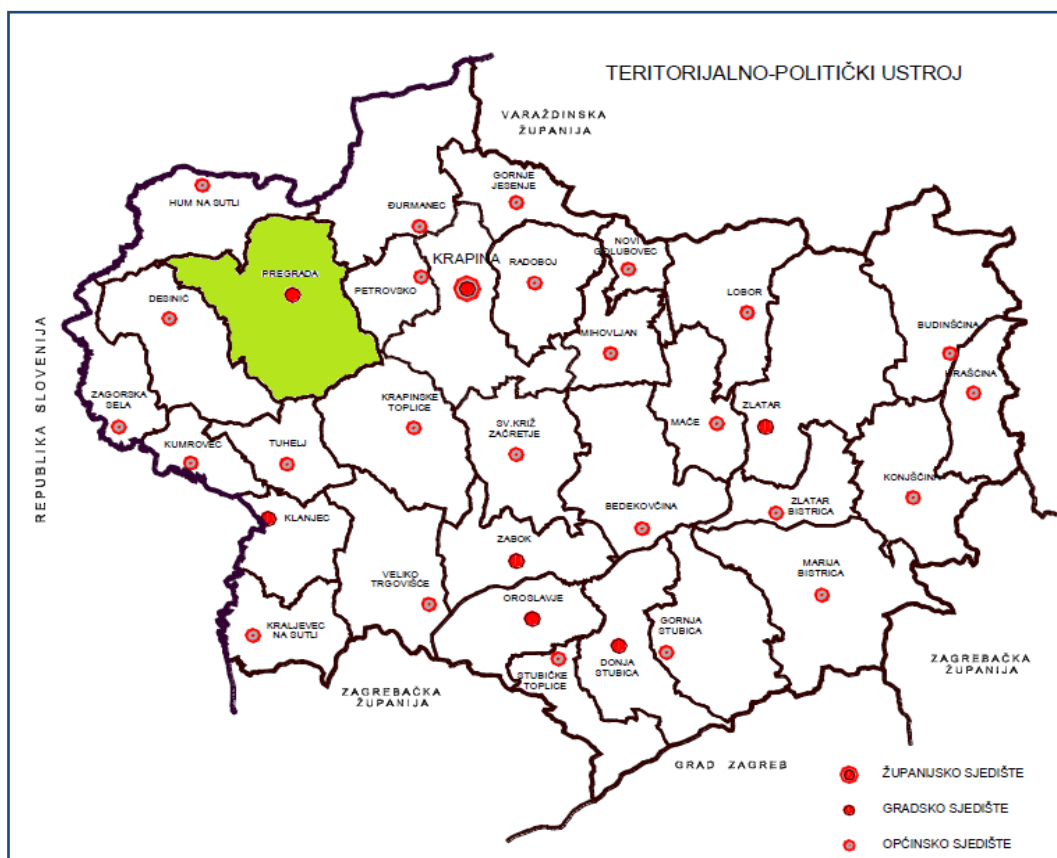 TERITORIJALNO-POLITIČKI USTROJ
VARAŽDINSKA
ŽUPANIJA
GORNJE
JESENJE
HUM NA SUTLI
ĐURMANEC
NOVI
GOLUBOVEC
KRAPINA
RADOBOJ
PREGRADA
PETROVSKO
DESINIĆ
LOBOR
BUDINŠĆINA
MIHOVLJAN
HRAŠĆINA
REPUBLIKA SLOVENIJA
ZAGORSKA
SELA
KRAPINSKE
TOPLICE
ZLATAR
SV.KRIŽ
ZAČRETJE
MAČE
KUMROVEC
TUHELJ
KONJŠĆINA
BEDEKOVČINA
ZLATAR
BISTRICA
KLANJEC
ZABOK
VELIKO
TRGOVIŠĆE
MARIJA
BISTRICA
OROSLAVJE
GORNJA
STUBICA
KRALJEVEC
NA SUTLI
STUBIČKE
TOPLICE
DONJA
STUBICA
ZAGREBAČKA
ŽUPANIJA
ZAGREBAČKA
ŽUPANIJA
GRAD ZAGREB
ŽUPANIJSKO SJEDIŠTE
GRADSKO SJEDIŠTE
OPĆINSKO SJEDIŠTE